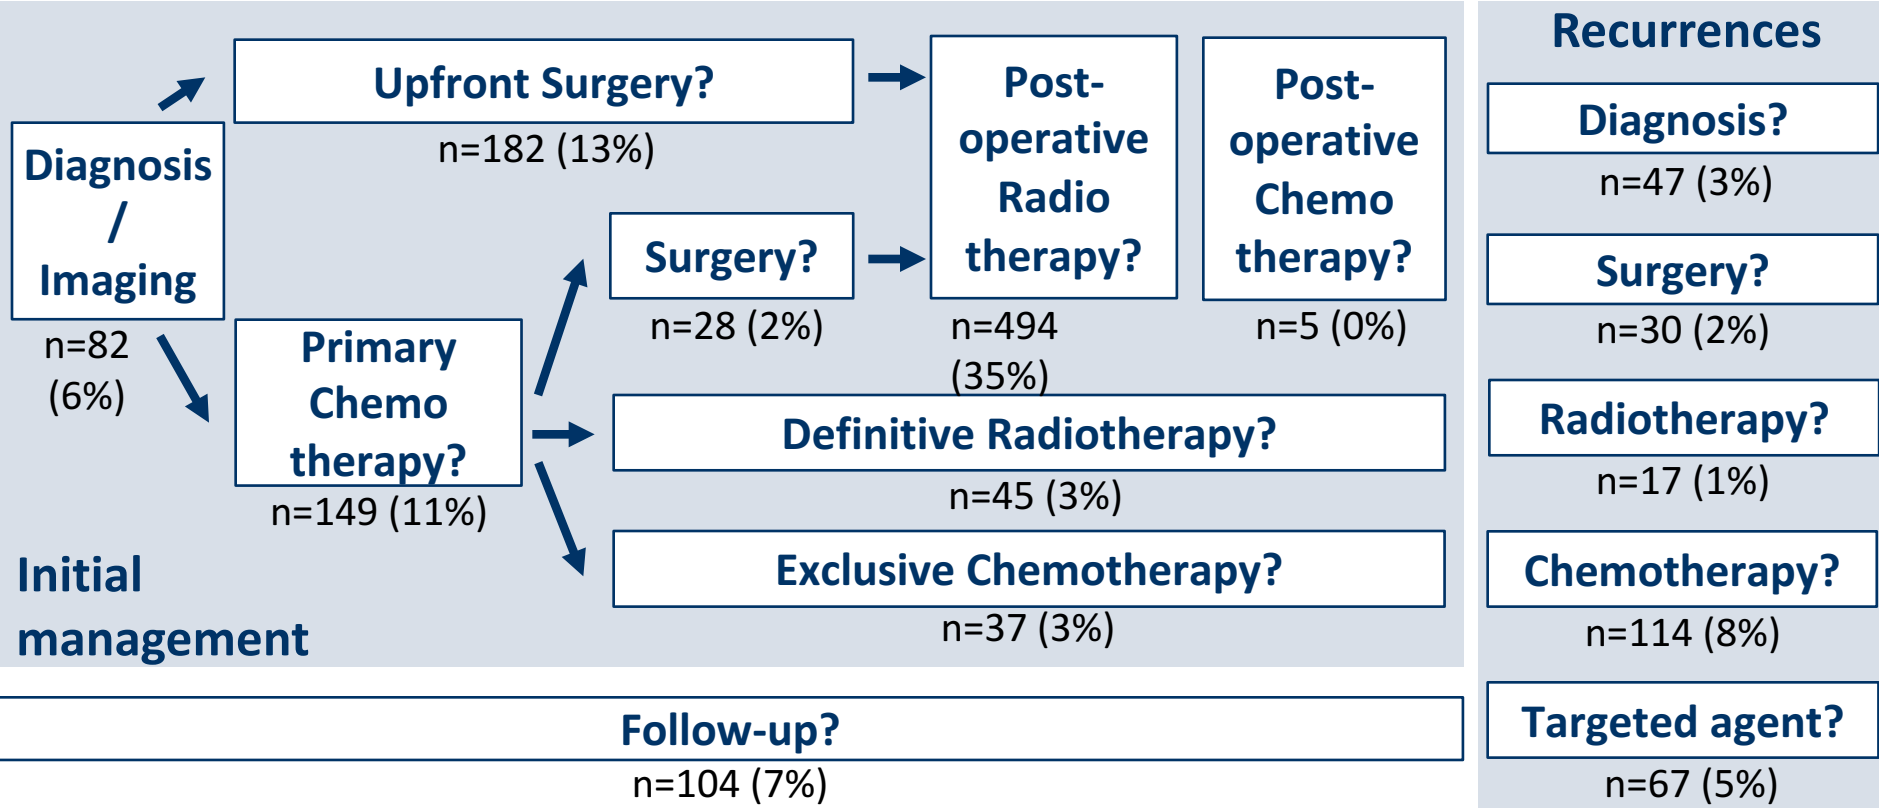 Diagnosis
/
Imaging
n=82
(6%)
Upfront Surgery?
n=182 (13%)
Primary
Chemo
therapy?
n=149 (11%)
Surgery?
n=28 (2%)
Post-
operative
Radio
therapy?
n=494
(35%)
Post-
operative
Chemo
therapy?
n=5 (0%)
Definitive Radiotherapy?
n=45 (3%)
Exclusive Chemotherapy?
n=37 (3%)
Initial
management
Follow-up?
n=104 (7%)
Recurrences
Diagnosis?
n=47 (3%)
Surgery?
n=30 (2%)
Radiotherapy?
n=17 (1%)
Chemotherapy?
n=114 (8%)
Targeted agent?
n=67 (5%)